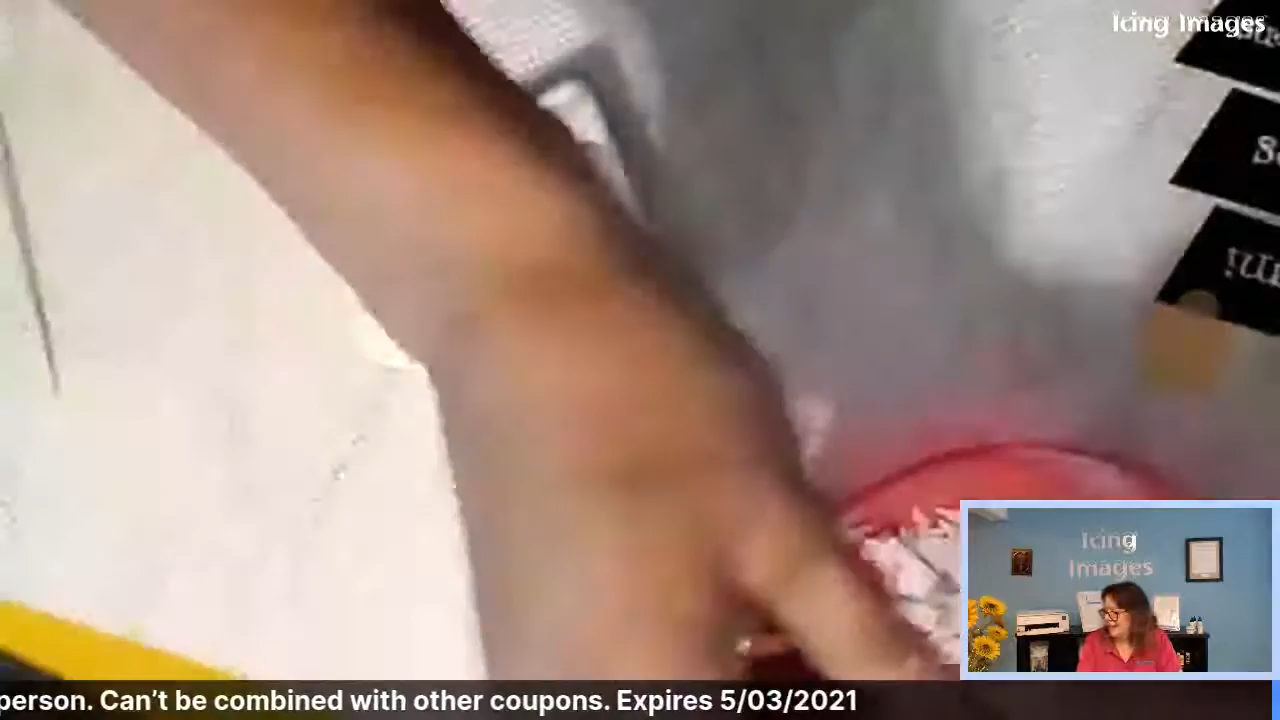 Icing Images
Icing
Images
person. Can’t be combined with other coupons. Expires 5/03/2021